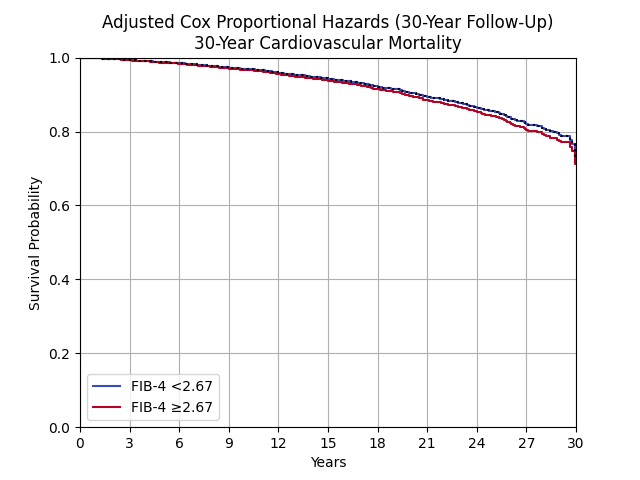 Adjusted Cox Proportional Hazards (30-Year Follow-Up)
30-Year Cardiovascular Mortality
Survival Probability
1.0
0.8
0.6
0.4
0.2
0.0
FIB-4 <2.67
FIB-4 ≥2.67
0 3 6 9 12 15 18 21 24 27 30
Years